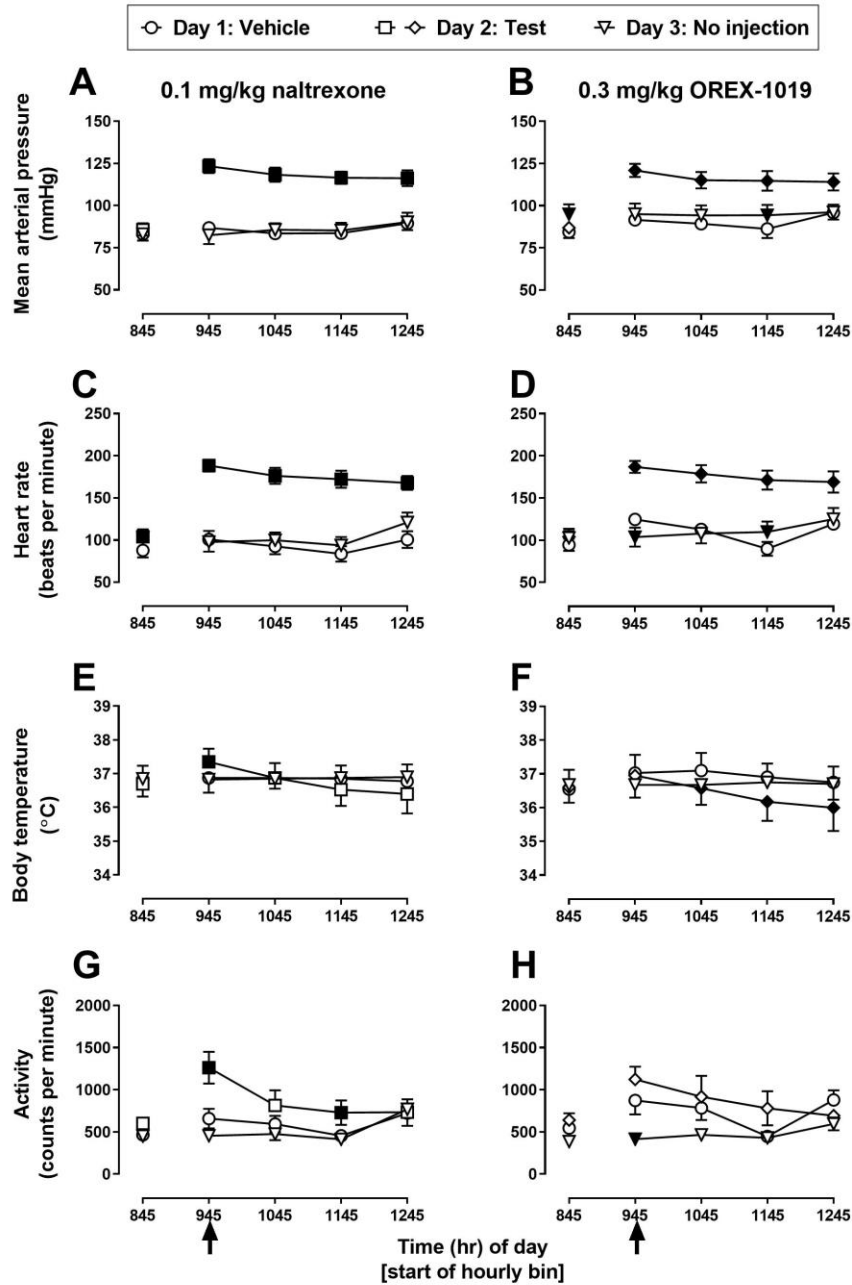 Day 1: Vehicle Day 2: Test Day 3: No injection
A 0.1 mg/kg naltrexone B 0.3 mg/kg OREX-1019
Mean arterial pressure
(mmHg)
150 150
125 125
100 100
75 75
50 50
845 945 1045 1145 1245 845 945 1045 1145 1245
C D
Heart rate
(beats per minute)
250 250
200 200
150 150
100 100
50 50
845 945 1045 1145 1245 845 945 1045 1145 1245
E F
Body temperature
(°C)
39 39
38 38
37 37
36 36
35 35
34 34
845 945 1045 1145 1245 845 945 1045 1145 1245
G H
Activity
(counts per minute)
2000 2000
1500 1500
1000 1000
500 500
0 0
845 945 1045 1145 1245 845 945 1045 1145 1245
Time (hr) of day
[start of hourly bin]